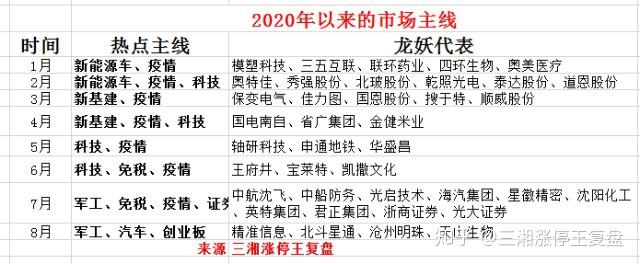 2020年以来的市场主线
时间 热点主线 龙妖代表
1月 新能源车、疫情 模塑科技、三五互联、联环药业、四环生物、奥美医疗
2月 新能源车、疫情、科技 奥特佳、秀强股份、北玻股份、乾照光电、泰达股份、道恩股份
3月 新基建、疫情 保变电气、佳力图、国恩股份、搜于特、顺威股份
4月 新基建、疫情、科技 国电南自、省广集团、金健米业
5月 科技、疫情 轴研科技、申通地铁、华盛昌
6月 科技、免税、疫情 王府井、宝莱特、凯撒文化
7月 军工、免税、疫情、证券 中航沈飞、中船防务、光启技术、海汽集团、星徽精密、沈阳化工
、英特集团、君正集团、浙商证券、光大证券
8月 军工、汽车、创业板 精准信息、北斗星通、沧州明珠、天山生物
来源 三湘涨停王复盘
知乎 @三湘涨停王复盘